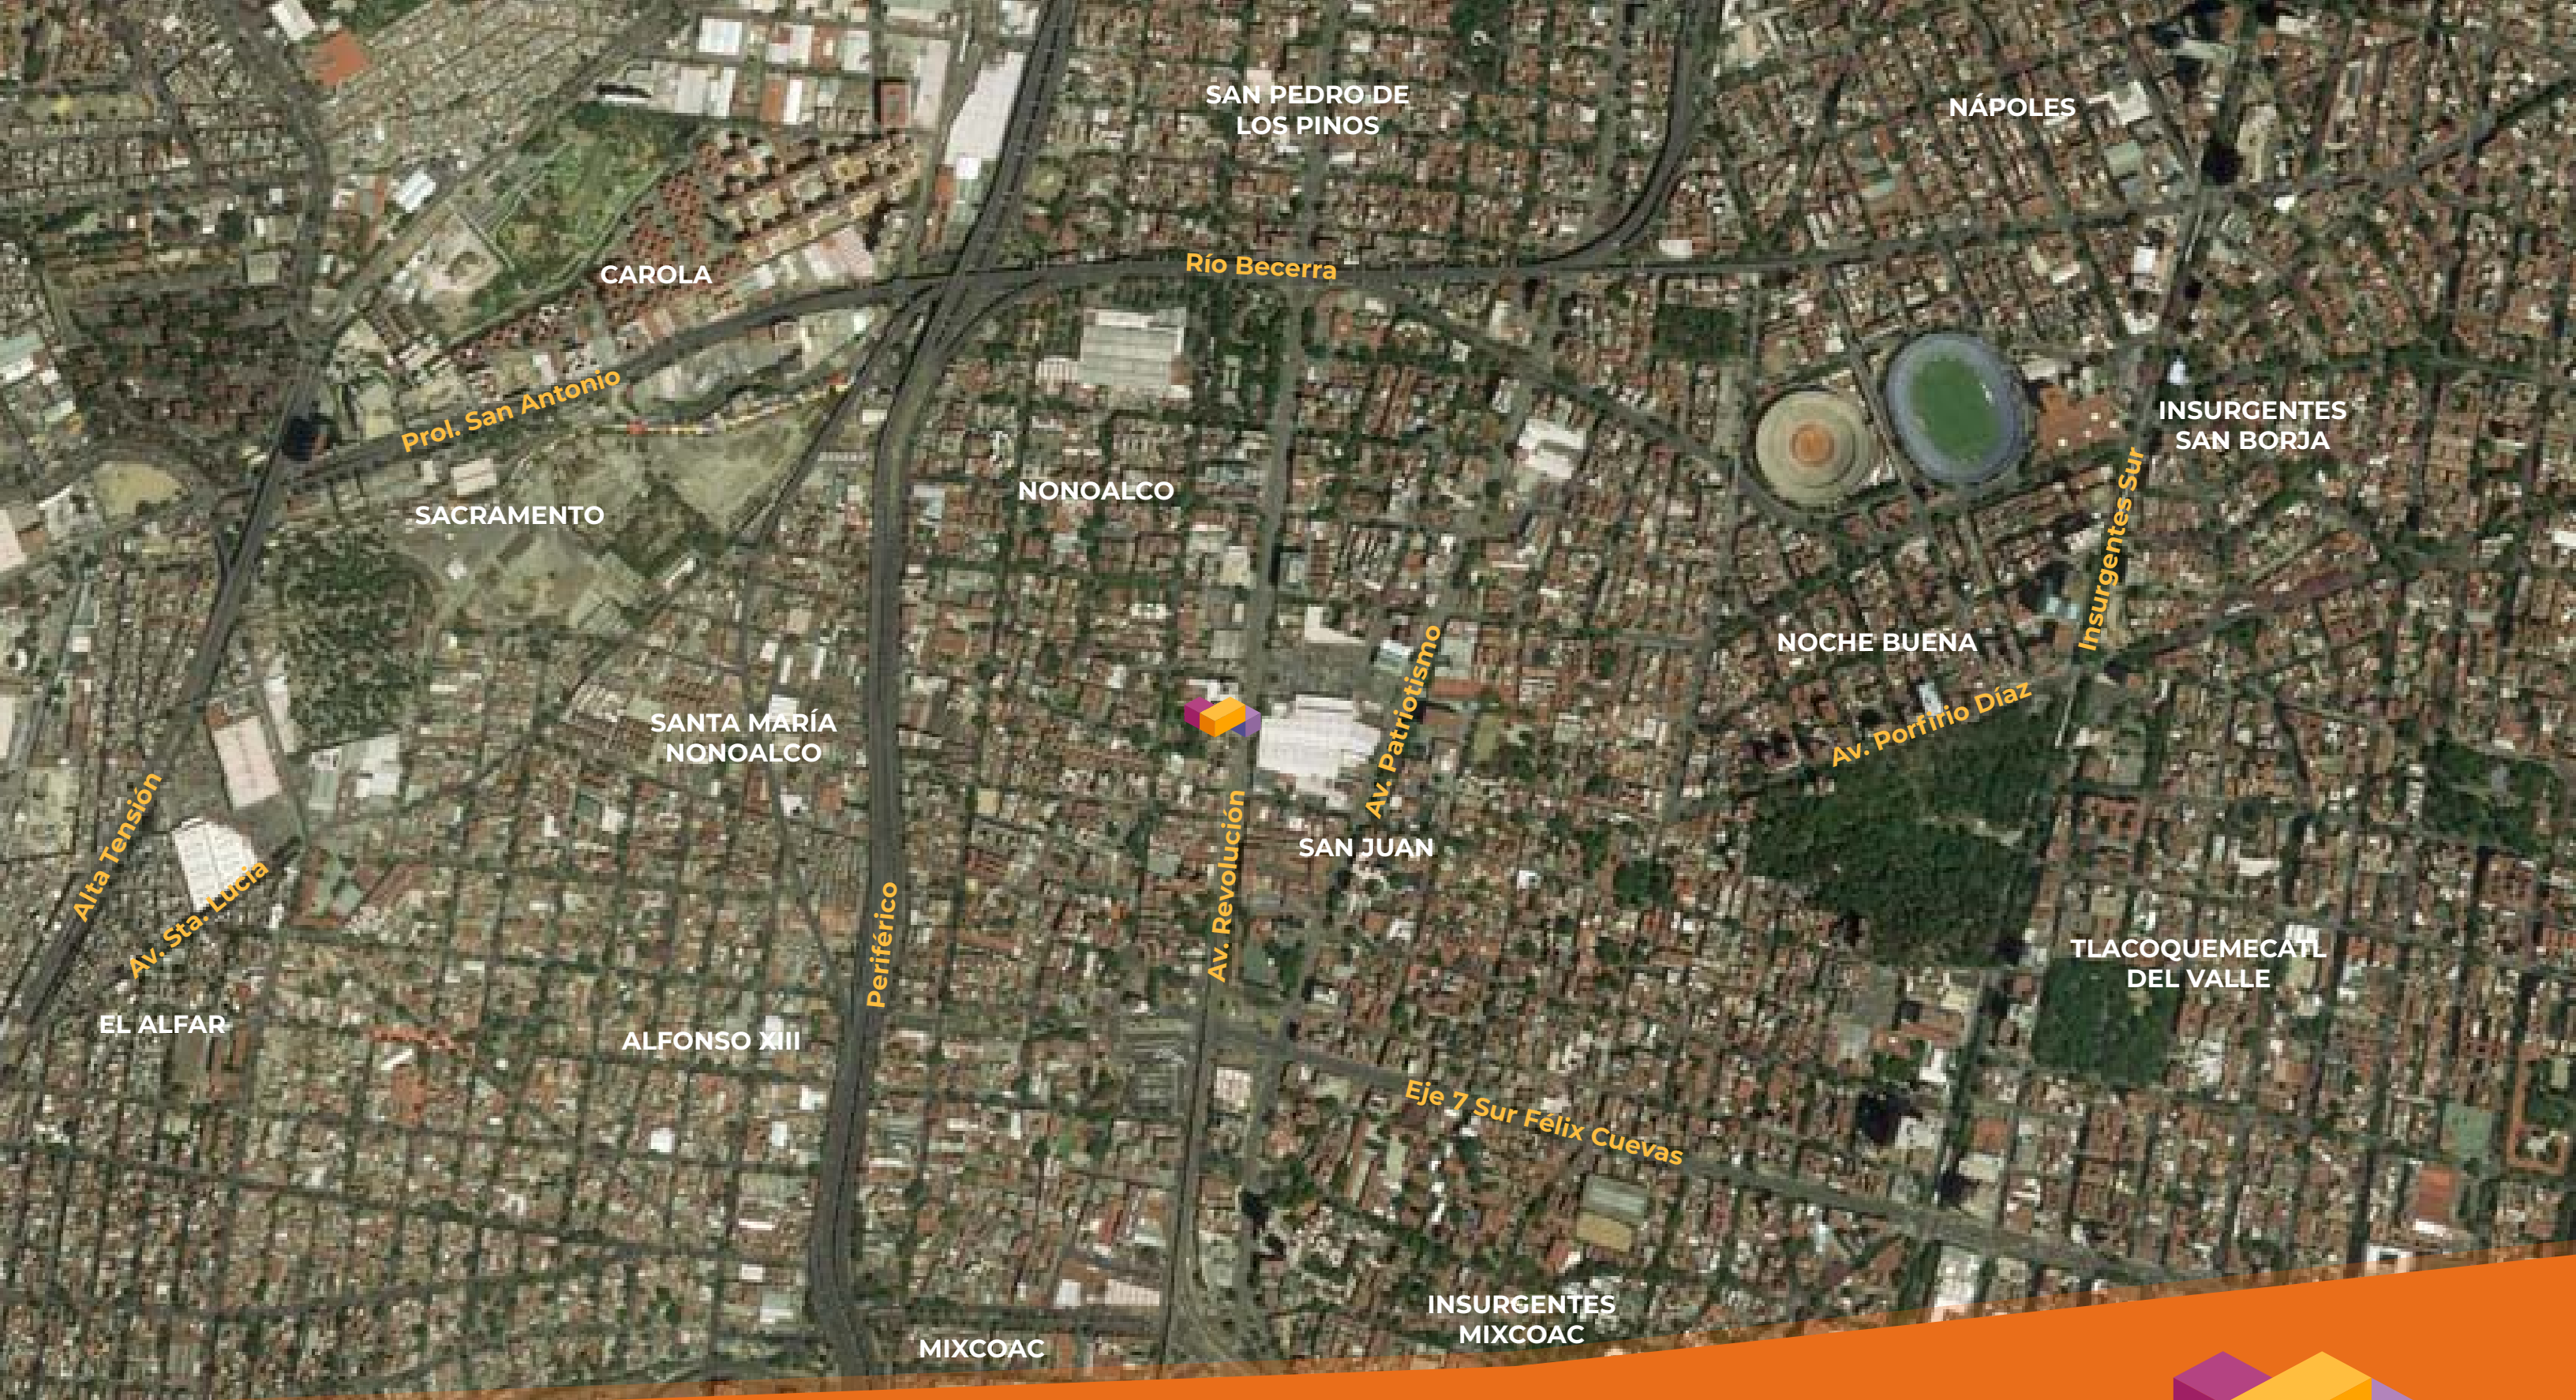 SAN PEDRO DE
LOS PINOS
NÁPOLES
CAROLA
Río Becerra
Prol. San Antonio
INSURGENTES
SAN BORJA
NONOALCO
SACRAMENTO
Insurgentes Sur
NOCHE BUENA
Av. Patriotismo
Av. Porfirio Díaz
SANTA MARÍA
NONOALCO
Alta Tensión
Av. Revolución
SAN JUAN
Av. Sta. Lucía
Periférico
TLACOQUEMECATL
DEL VALLE
EL ALFAR
ALFONSO XIII
Eje 7 Sur Félix Cuevas
INSURGENTES
MIXCOAC
MIXCOAC